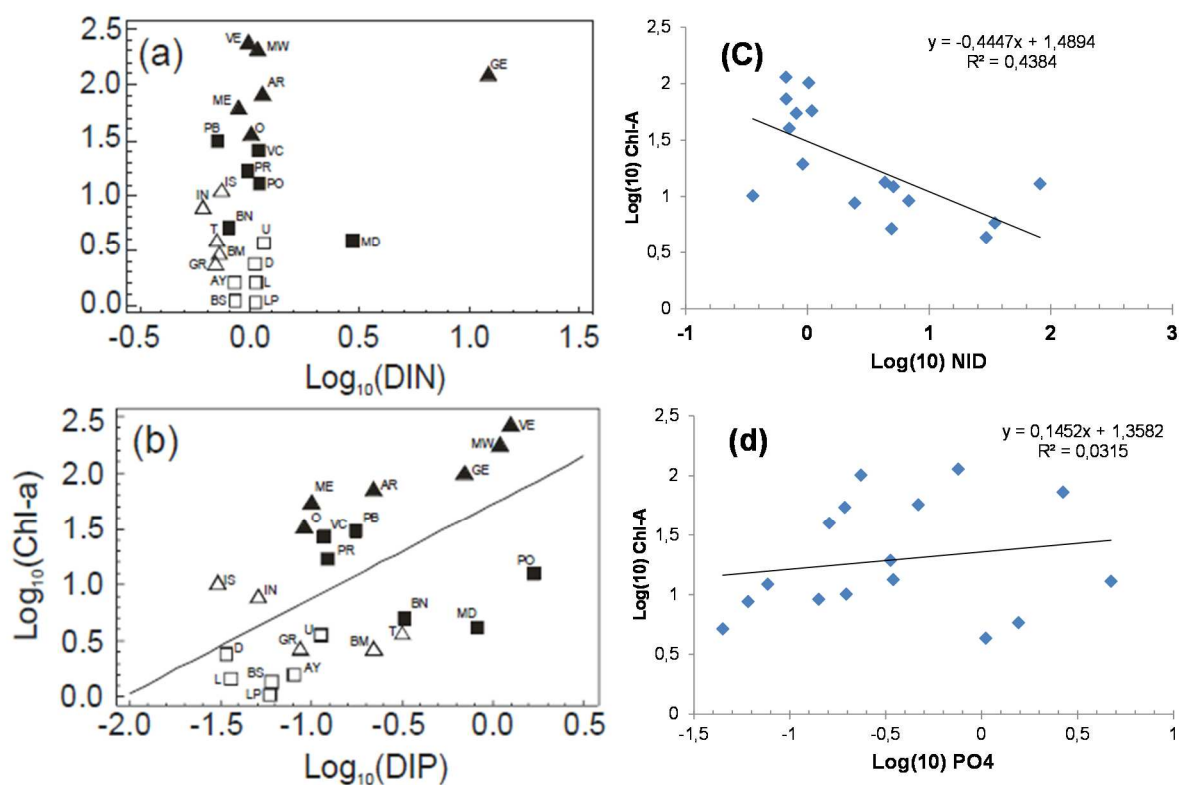 (a)
2.5
2.0
1.5
1.0
0.5
0.0
VE
MW
GE
AR
ME
O
PB
VC
PR
PO
IS
IN
BN
T
U
MD
BM
GR
D
AY
L
BS
LP
-0.5
0.0
0.5
1.0
1.5
Log₁₀(DIN)
(C)
y = -0,4447x + 1,4894
R² = 0,4384
2,5
2
1,5
1
0,5
0
Log(10) Chl-A
-1
0
1
2
3
Log(10) NID
(b)
Log₁₀(Chl-a)
2.5
2.0
1.5
1.0
0.5
0.0
VE
MW
GE
AR
ME
O
VC
PB
PR
PO
IS
IN
BN
MD
U
T
GR
BM
D
L
BS
AY
LP
-2.0
-1.5
-1.0
-0.5
0.0
0.5
Log₁₀(DIP)
(d)
y = 0,1452x + 1,3582
R² = 0,0315
2,5
2
1,5
1
0,5
0
Log(10) Chl-A
-1,5
-1
-0,5
0
0,5
1
Log(10) PO4